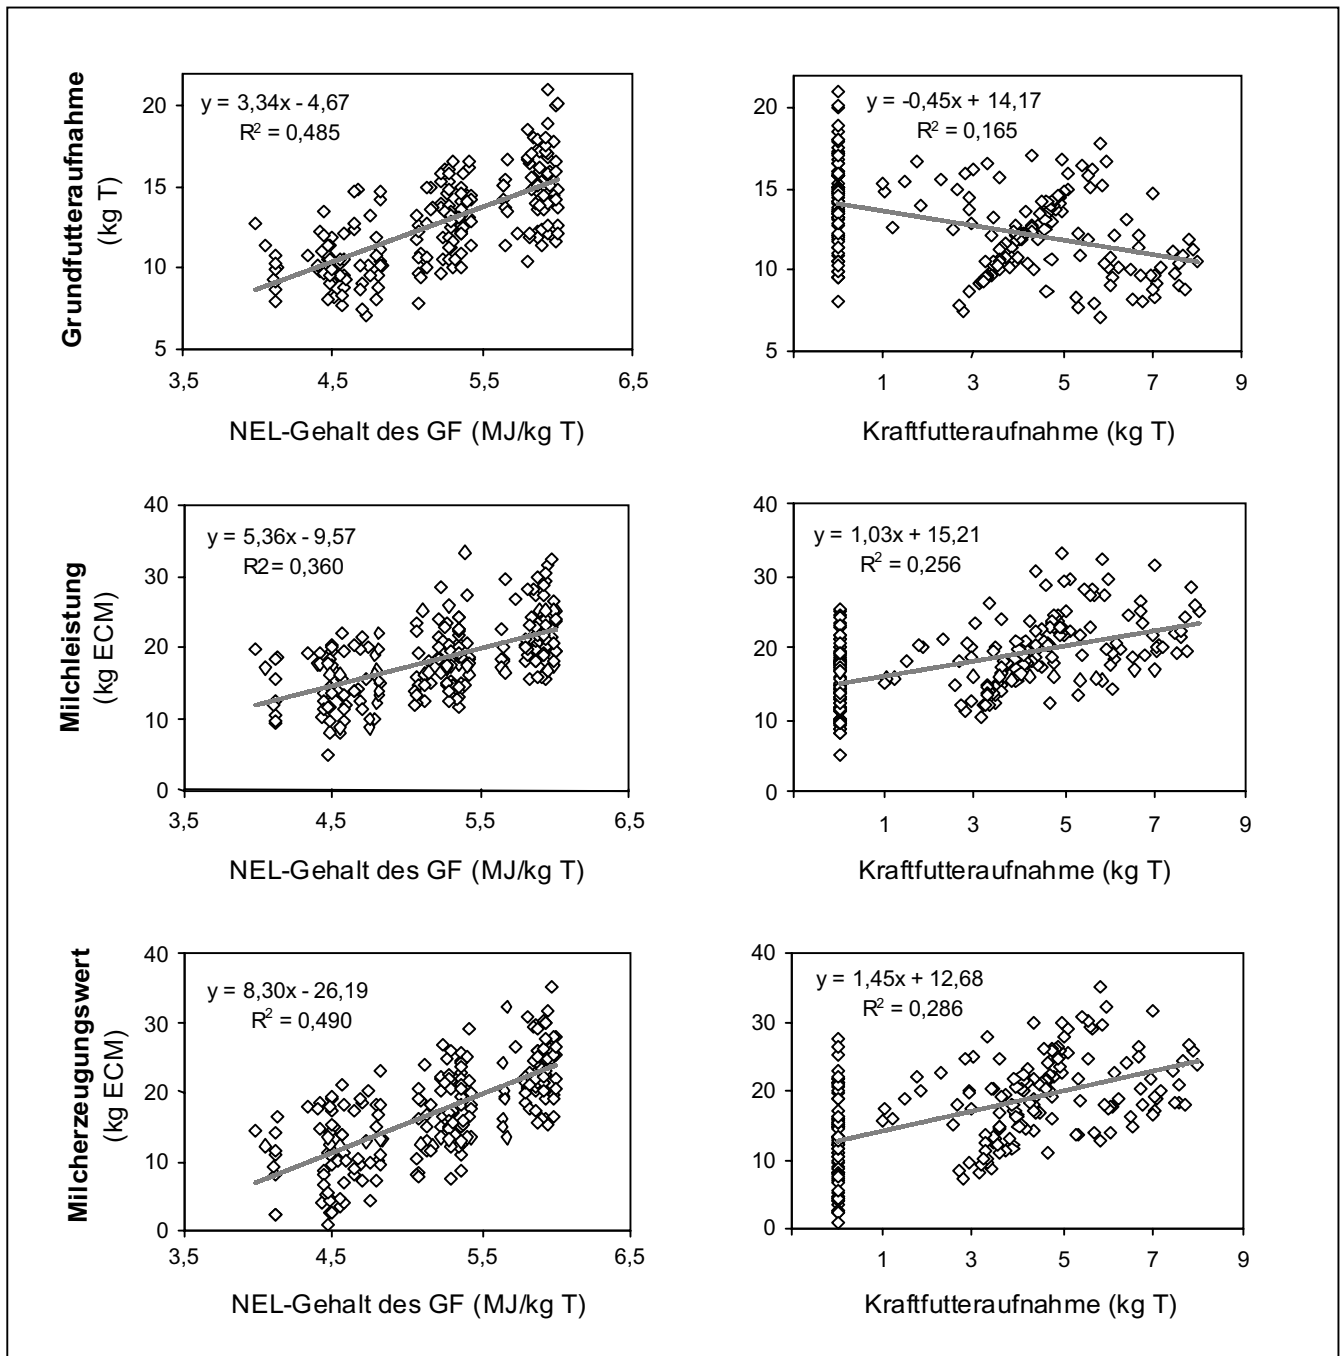 Grundfutteraufnahme
(kg T)
y = 3,34x - 4,67
R² = 0,485
20
15
10
5
3,5 4,5 5,5 6,5
NEL-Gehalt des GF (MJ/kg T)
y = -0,45x + 14,17
R² = 0,165
20
15
10
5
1 3 5 7 9
Kraftfutteraufnahme (kg T)
Milchleistung
(kg ECM)
y = 5,36x - 9,57
R2= 0,360
40
30
20
10
0
3,5 4,5 5,5 6,5
NEL-Gehalt des GF (MJ/kg T)
y = 1,03x + 15,21
R² = 0,256
40
30
20
10
0
1 3 5 7 9
Kraftfutteraufnahme (kg T)
Milcherzeugungswert
(kg ECM)
y = 8,30x - 26,19
R² = 0,490
40
30
20
10
0
3,5 4,5 5,5 6,5
NEL-Gehalt des GF (MJ/kg T)
y = 1,45x + 12,68
R² = 0,286
40
30
20
10
0
1 3 5 7 9
Kraftfutteraufnahme (kg T)